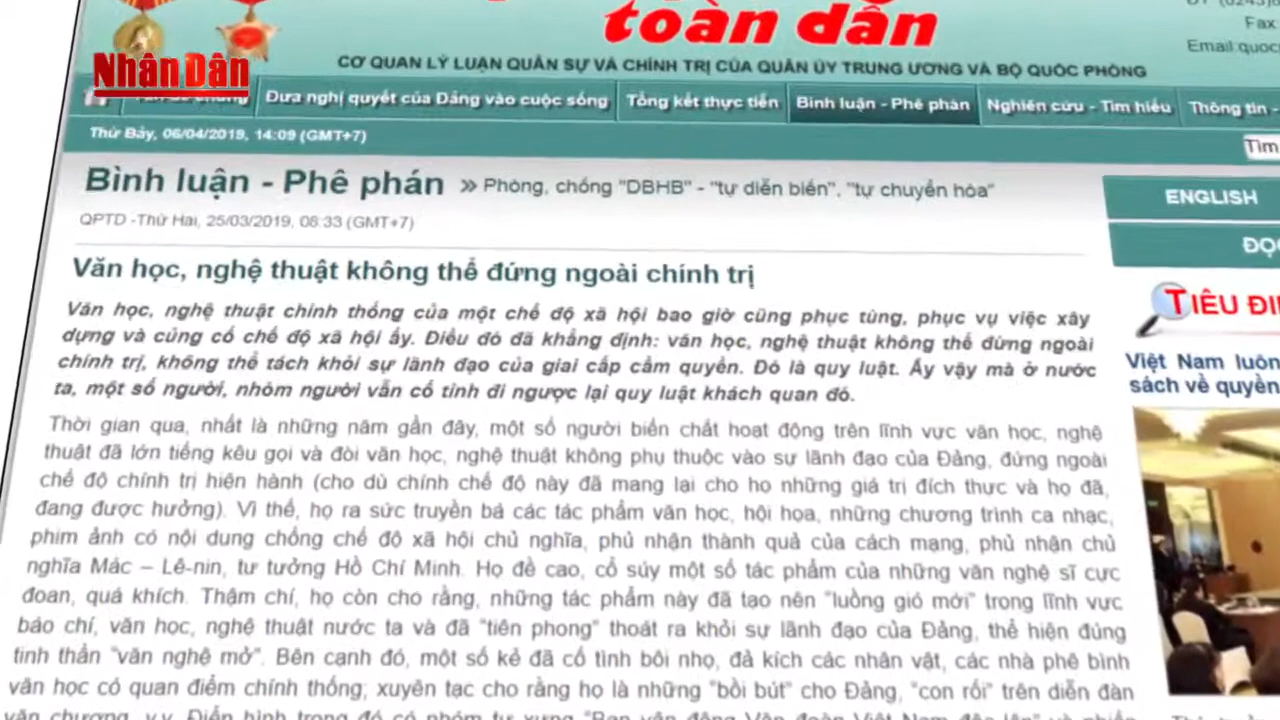 toàn dân
Fax
Email:quoc
CƠ QUAN LÝ LUẬN QUÂN SỰ VÀ CHÍNH TRỊ CỦA QUÂN ỦY TRUNG ƯƠNG VÀ BỘ QUỐC PHÒNG
Nhân Dân
Đưa nghị quyết của Đảng vào cuộc sống
Tổng kết thực tiễn
Bình luận - Phê phán
Nghiên cứu - Tìm hiểu
Thông tin -
Thứ Bảy, 06/04/2019, 14:09 (GMT+7)
Tìm
Bình luận - Phê phán » Phòng, chống "DBHB" - "tự diễn biến", "tự chuyển hóa"
ENGLISH
QPTD -Thứ Hai, 25/03/2019, 08:33 (GMT+7)
Văn học, nghệ thuật không thể đứng ngoài chính trị
Văn học, nghệ thuật chính thống của một chế độ xã hội bao giờ cũng phục tùng, phục vụ việc xây
dựng và củng cố chế độ xã hội ấy. Điều đó đã khẳng định: văn học, nghệ thuật không thể đứng ngoài
chính trị, không thể tách khỏi sự lãnh đạo của giai cấp cầm quyền. Đó là quy luật. Ấy vậy mà ở nước
ta, một số người, nhóm người vẫn cố tình đi ngược lại quy luật khách quan đó.
TIÊU ĐI
Việt Nam luôn
sách về quyền
Thời gian qua, nhất là những năm gần đây, một số người biến chất hoạt động trên lĩnh vực văn học, nghệ
thuật đã lớn tiếng kêu gọi và đòi văn học, nghệ thuật không phụ thuộc vào sự lãnh đạo của Đảng, đứng ngoài
chế độ chính trị hiện hành (cho dù chính chế độ này đã mang lại cho họ những giá trị đích thực và họ đã,
đang được hưởng). Vì thế, họ ra sức truyền bá các tác phẩm văn học, hội họa, những chương trình ca nhạc,
phim ảnh có nội dung chống chế độ xã hội chủ nghĩa, phủ nhận thành quả của cách mạng, phủ nhận chủ
nghĩa Mác – Lê-nin, tư tưởng Hồ Chí Minh. Họ đề cao, cổ súy một số tác phẩm của những văn nghệ sĩ cực
đoan, quá khích. Thậm chí, họ còn cho rằng, những tác phẩm này đã tạo nên "luồng gió mới" trong lĩnh vực
báo chí, văn học, nghệ thuật nước ta và đã "tiên phong" thoát ra khỏi sự lãnh đạo của Đảng, thể hiện đúng
tinh thần "văn nghệ mở". Bên cạnh đó, một số kẻ đã cố tình bôi nhọ, đả kích các nhân vật, các nhà phê bình
văn học có quan điểm chính thống; xuyên tạc cho rằng họ là những "bồi bút" cho Đảng, "con rối" trên diễn đàn